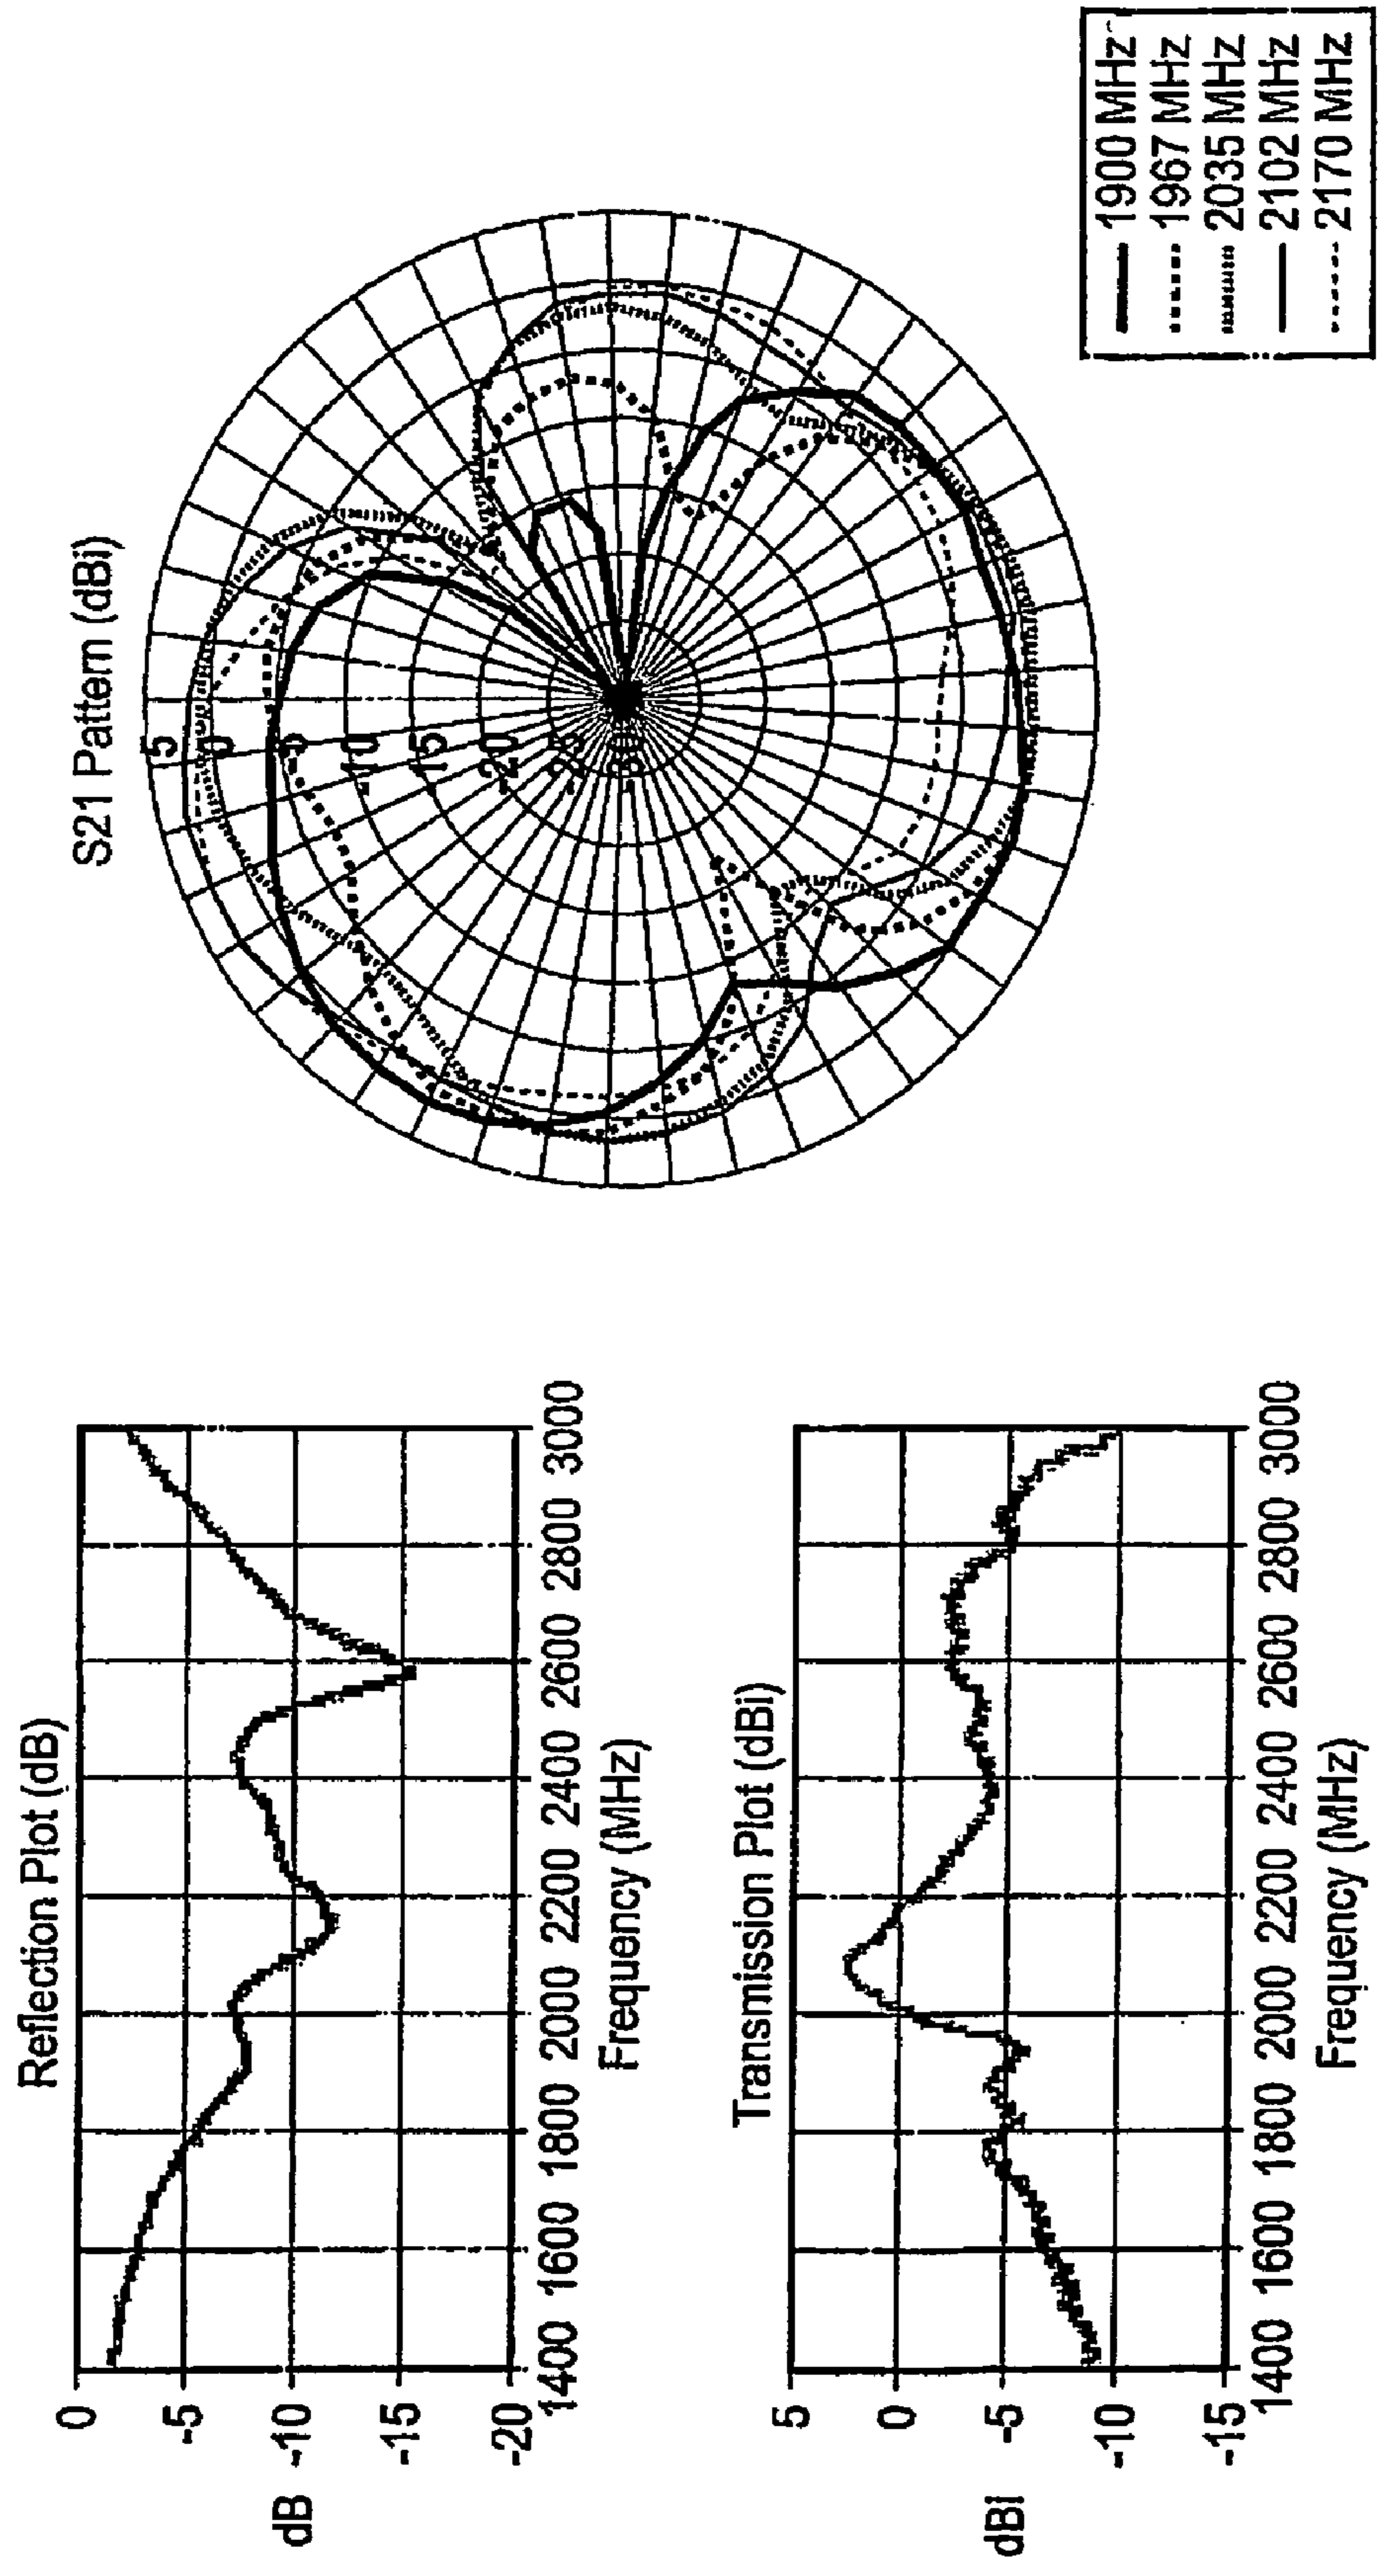 Reflection Plot (dB)
dB
0
-5
-10
-15
-20
1400 1600 1800 2000 2200 2400 2600 2800 3000
Frequency (MHz)
Transmission Plot (dBi)
dBi
5
0
-5
-10
-15
1400 1600 1800 2000 2200 2400 2600 2800 3000
Frequency (MHz)
S21 Pattern (dBi)
5
0
-5
-10
-15
-20
-25
-30
1900 MHz
1967 MHz
2035 MHz
2102 MHz
2170 MHz